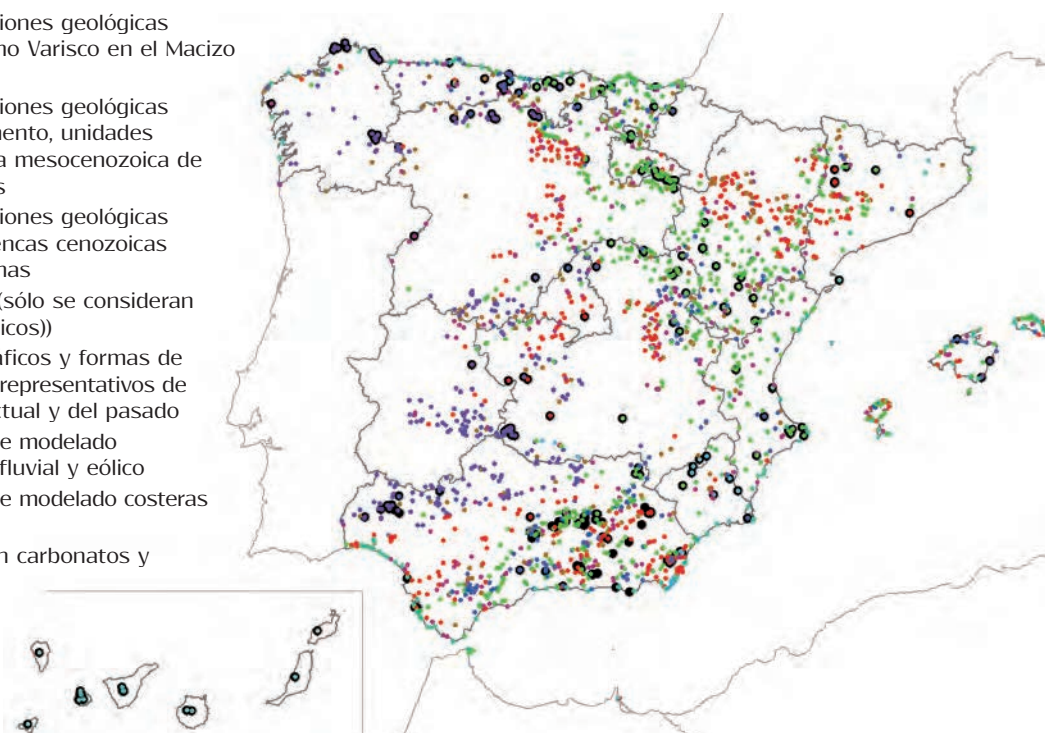 iones geológicas
no Varisco en el Macizo
iones geológicas
mento, unidades
a mesocenozoica de
s
iones geológicas
encas cenozoicas
nas
(sólo se consideran
icos))
áficos y formas de
representativos de
ctual y del pasado
e modelado
fluvial y eólico
e modelado costeras
n carbonatos y